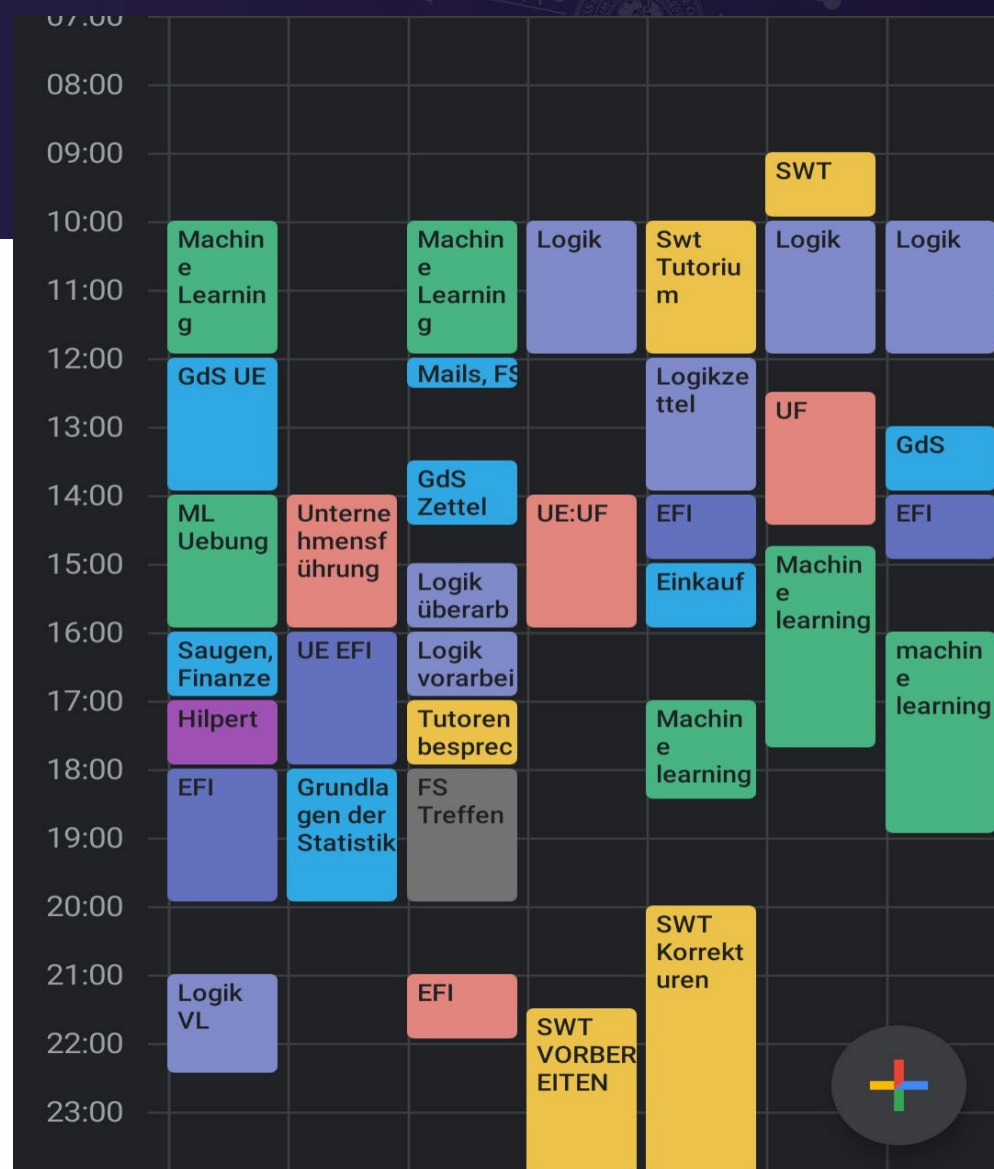 07:00
08:00
09:00
10:00
11:00
12:00
13:00
14:00
15:00
16:00
17:00
18:00
19:00
20:00
21:00
22:00
23:00
Machin
e
Learnin
g
GdS UE
ML
Uebung
Saugen,
Finanze
Hilpert
EFI
Logik
VL
Unterne
hmensf
ührung
UE EFI
Grundla
gen der
Statistik
Machin
e
Learnin
g
Mails, FS
GdS
Zettel
Logik
überarb
Logik
vorarbei
Tutoren
besprec
FS
Treffen
EFI
Logik
UE:UF
SWT
VORBER
EITEN
Swt
Tutoriu
m
Logikze
ttel
EFI
Einkauf
Machin
e
learning
SWT
Korrekt
uren
SWT
Logik
UF
Machin
e
learning
Logik
GdS
EFI
machin
e
learning